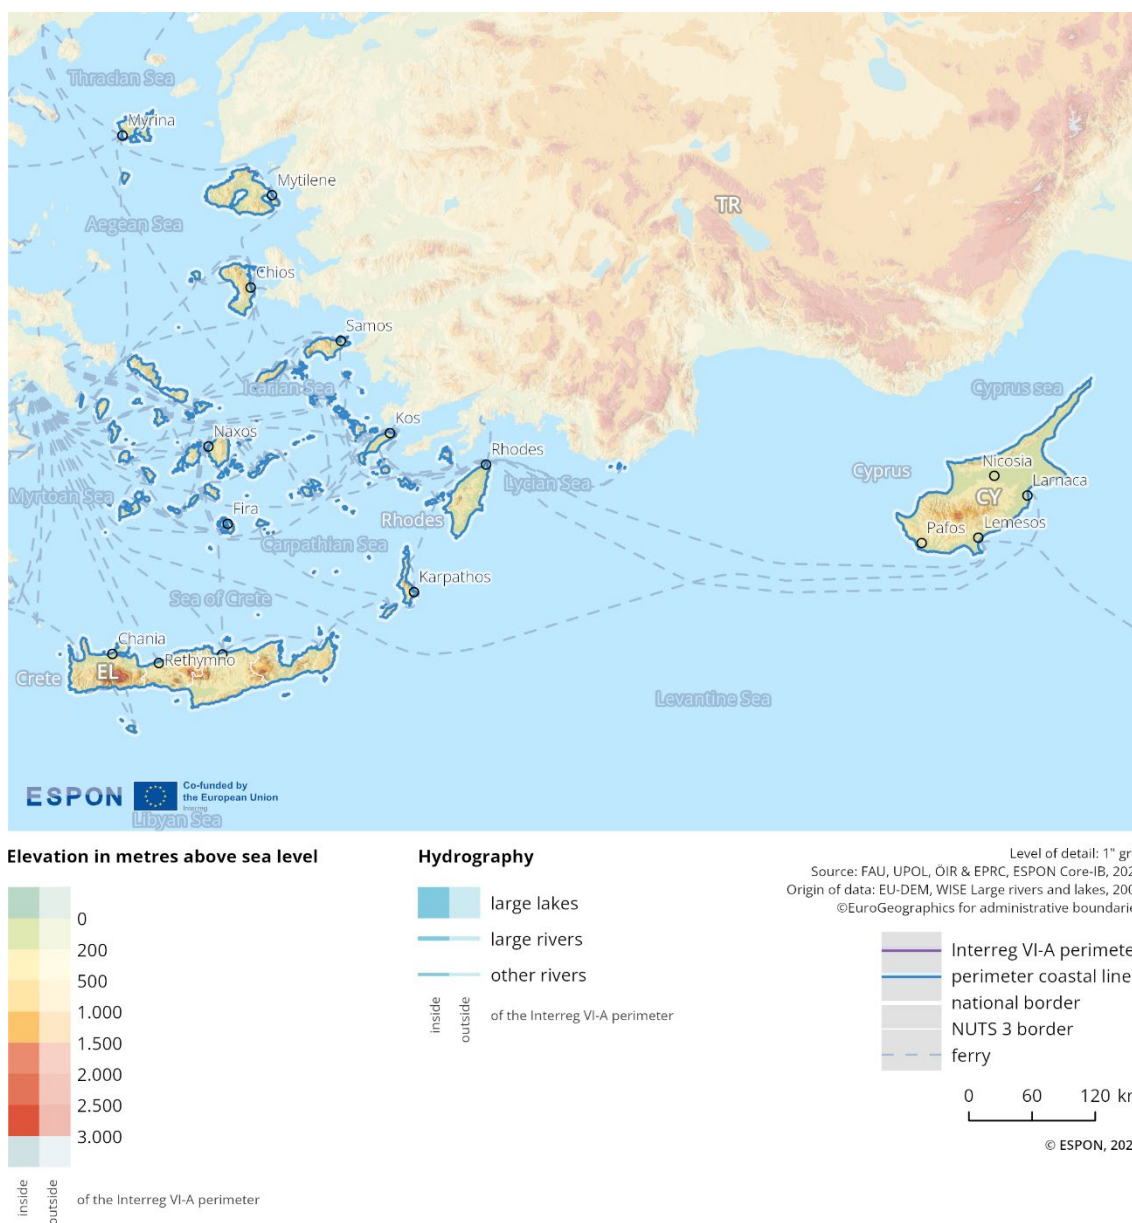 Thracian Sea
Myrina
Mytilene
Aegean Sea
TR
Chios
Samos
Icarian Sea
Cyprus sea
Kos
Naxos
Rhodes
Nicosia
Cyprus
Lycian Sea
Larnaca
Myrtoan Sea
CY
Fira
Rhodes
Pafos
Lemesos
Carpathian Sea
Karpathos
Sea of Crete
Chania
Rethymno
EL
Crete
Levantine Sea
ESPON
Co-funded by
the European Union
Interreg
Libyan Sea
Elevation in metres above sea level
0
200
500
1.000
1.500
2.000
2.500
3.000
inside
outside
of the Interreg VI-A perimeter
Hydrography
large lakes
large rivers
other rivers
inside
outside
of the Interreg VI-A perimeter
Level of detail: 1" gr
Source: FAU, UPOL, ÖIR & EPRC, ESPON Core-IB, 202
Origin of data: EU-DEM, WISE Large rivers and lakes, 200
©EuroGeographics for administrative boundarie
Interreg VI-A perimete
perimeter coastal line
national border
NUTS 3 border
ferry
0 60 120 k
© ESPON, 202